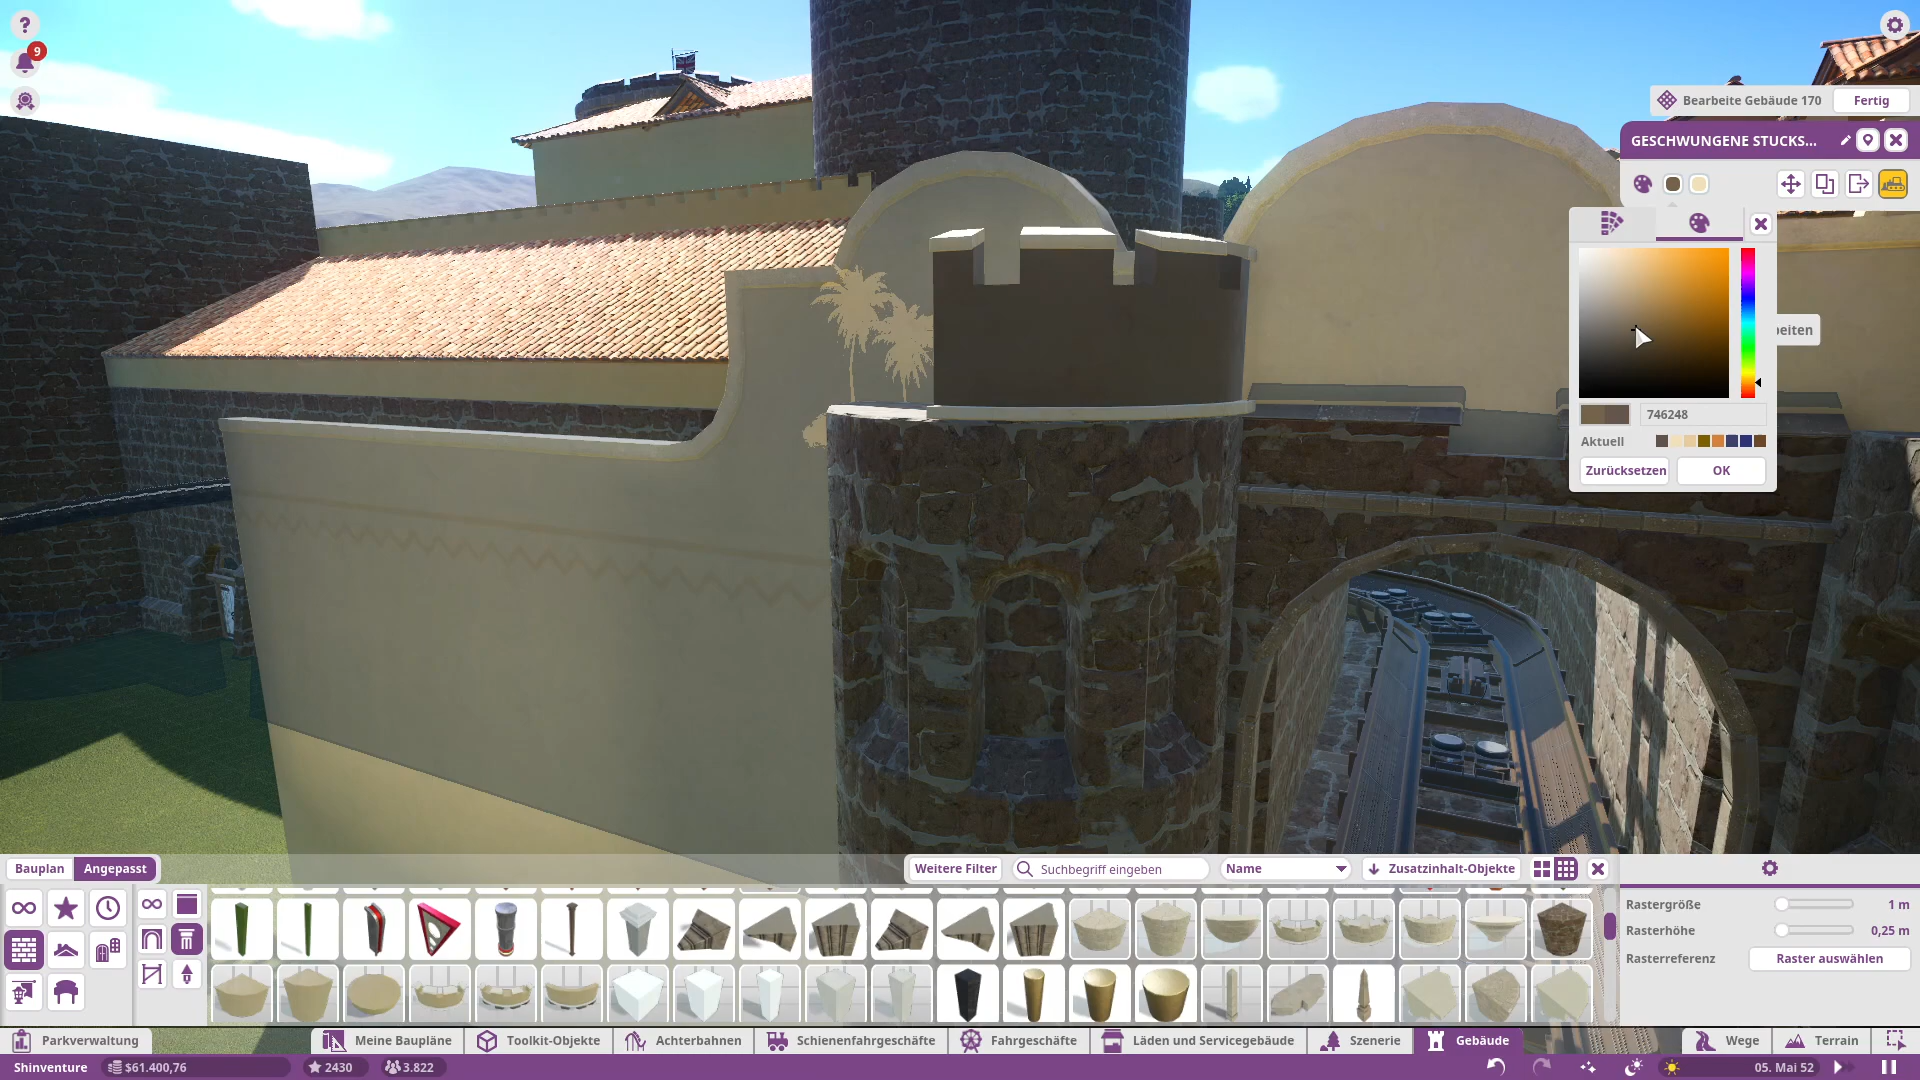 ?
9
Bearbeite Gebäude 170
Fertig
GESCHWUNGENE STUCKS...
eiten
746248
Aktuell
Zurücksetzen
OK
Bauplan
Angepasst
Weitere Filter
Suchbegriff eingeben
Name
Zusatzinhalt-Objekte
Rastergröße
1 m
Rasterhöhe
0,25 m
Rasterreferenz
Raster auswählen
Parkverwaltung
Meine Baupläne
Toolkit-Objekte
Achterbahnen
Schienenfahrgeschäfte
Fahrgeschäfte
Läden und Servicegebäude
Szenerie
Gebäude
Wege
Terrain
Shinventure
$61.400,76
2430
3.822
05. Mai 52